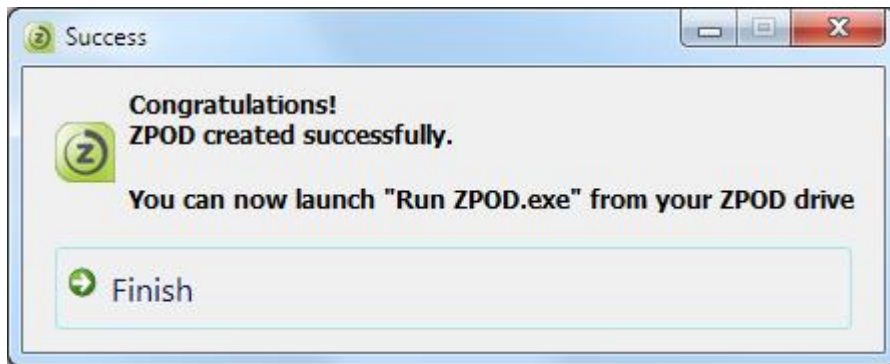 Success
Congratulations!
ZPOD created successfully.
You can now launch "Run ZPOD.exe" from your ZPOD drive
Finish